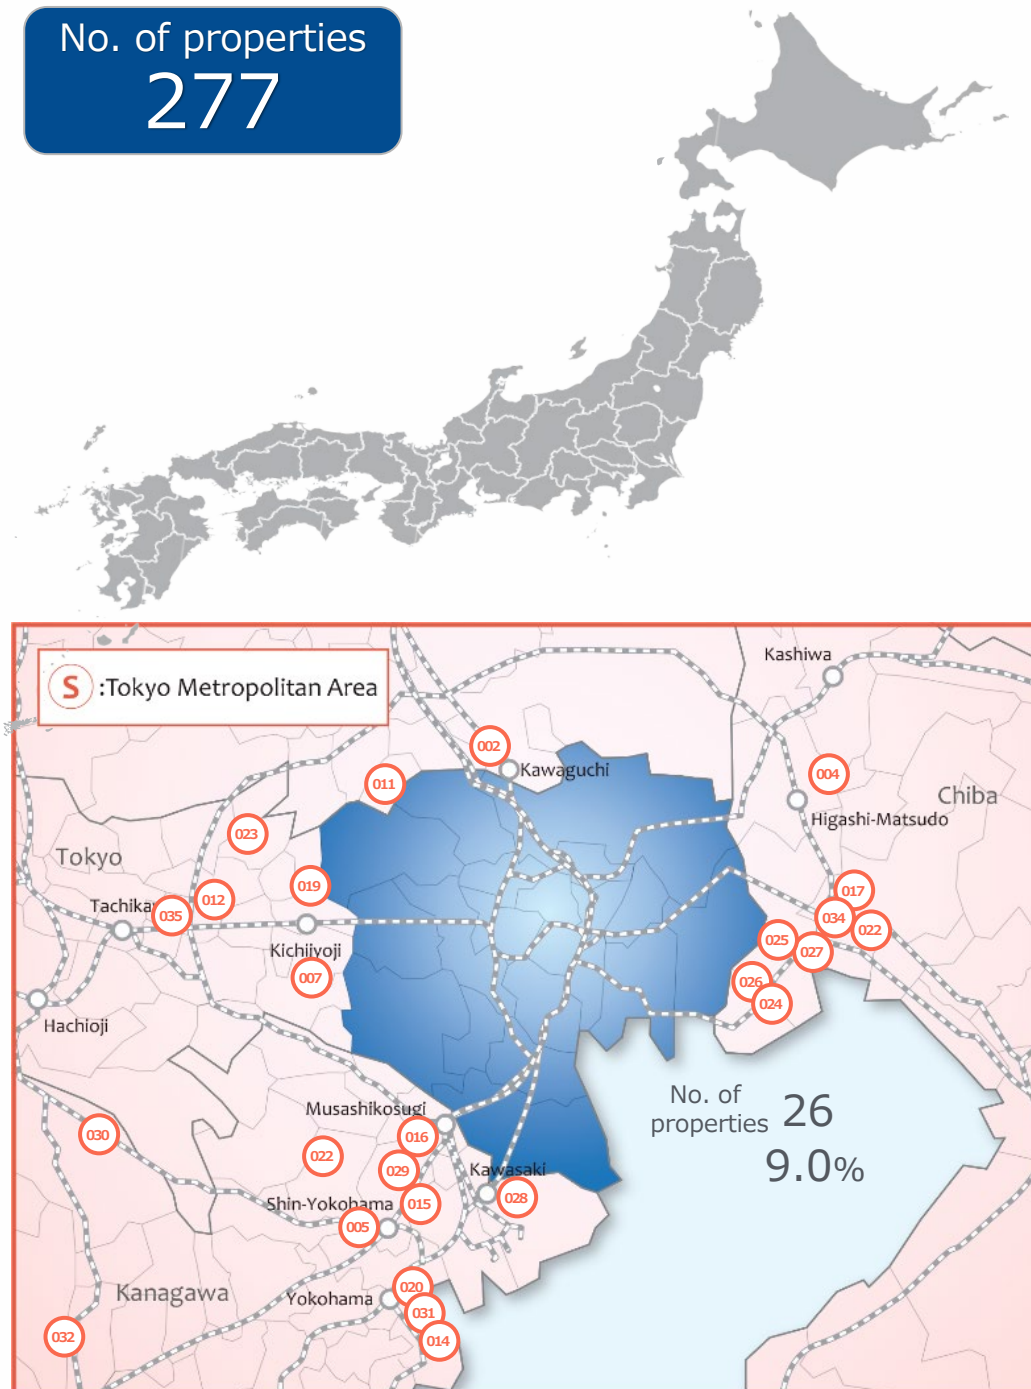 No. of properties
277
S :Tokyo Metropolitan Area
Kashiwa
002
Kawaguchi
011
004
Chiba
Higashi-Matsudo
023
Tokyo
019
017
012
Tachika
035
034
022
025
Kichijyoji
027
007
026
024
Hachioji
No. of
properties 26
9.0%
Musashikosugi
030
016
022
029
Kawasaki
028
Shin-Yokohama
015
005
Kanagawa
020
Yokohama
031
032
014